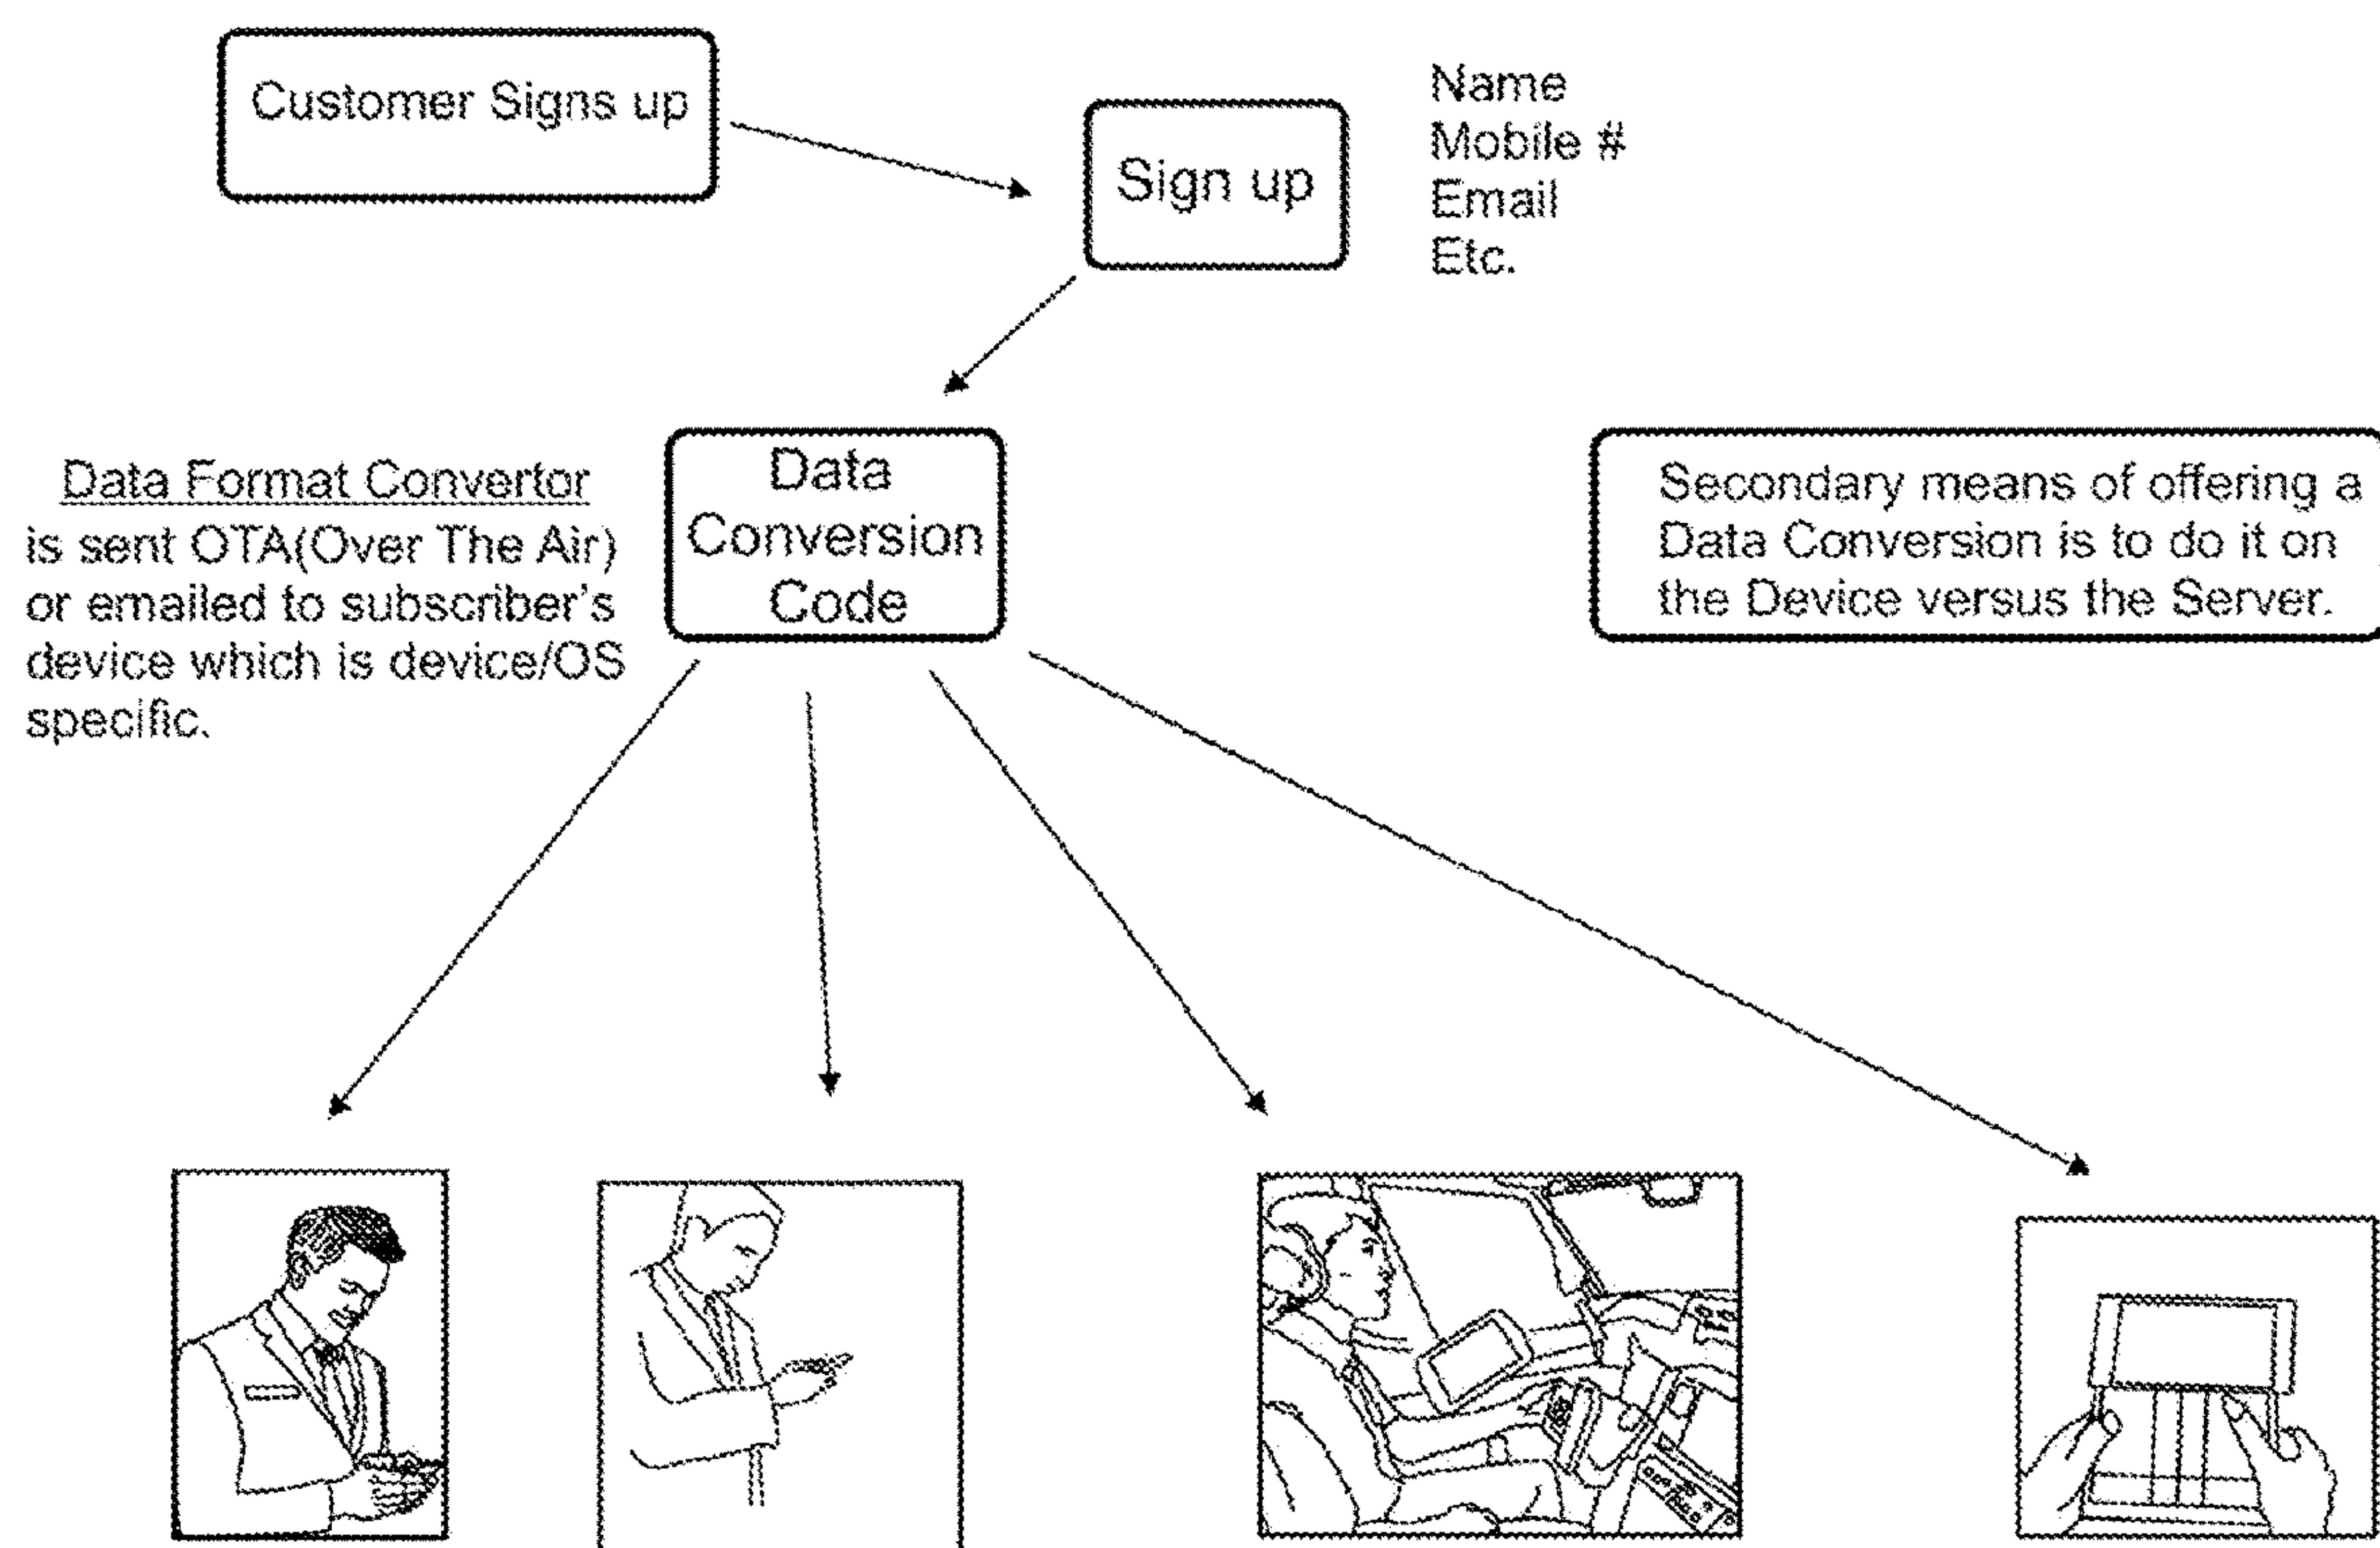 Customer Signs up
Sign up
Name
Mobile #
Email
Etc.
Data Format Convertor
is sent OTA(Over The Air)
or emailed to subscriber's
device which is device/OS
specific.
Data
Conversion
Code
Secondary means of offering a
Data Conversion is to do it on
the Device versus the Server.